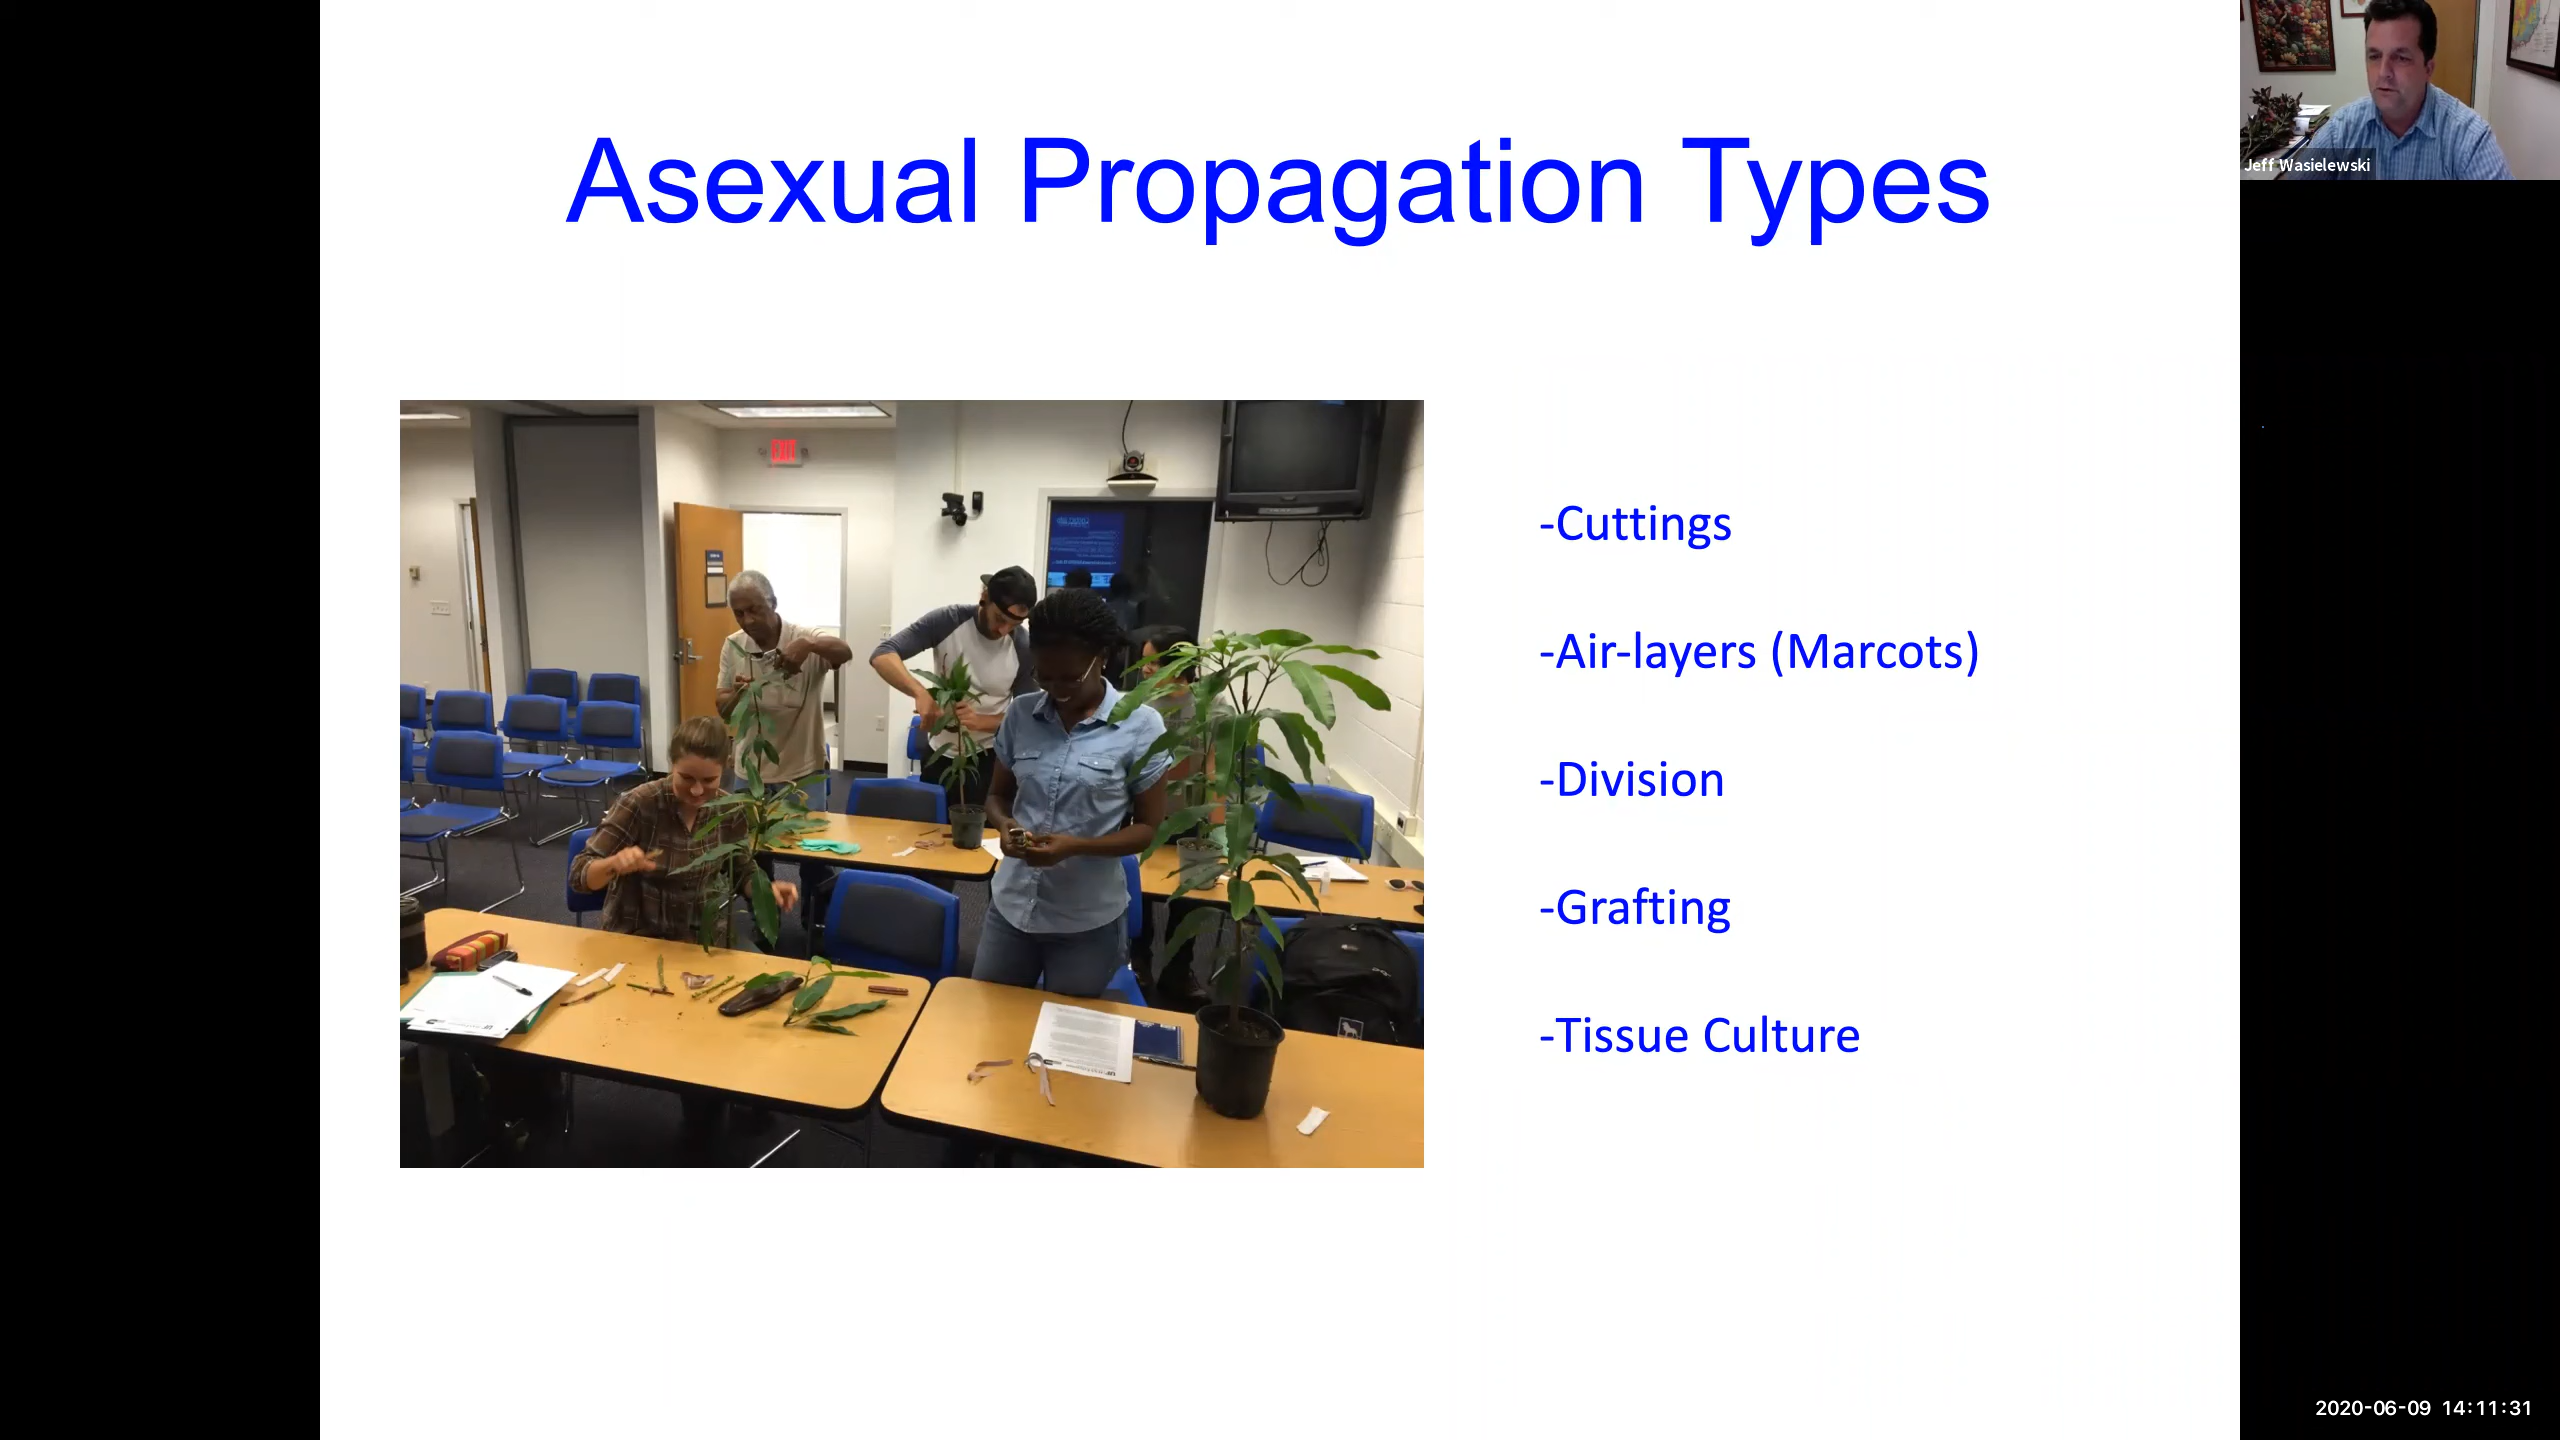 Asexual Propagation Types
Jeff Wasielewski
EXIT
-Cuttings
-Air-layers (Marcots)
-Division
-Grafting
-Tissue Culture
2020-06-09 14:11:31